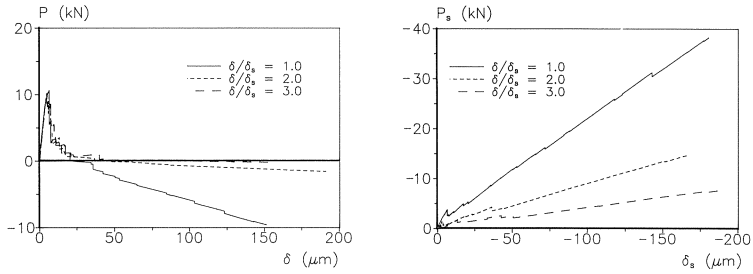 P (kN)
20
10
0
-10
0 50 100 150 200
δ (μm)
δ/δs = 1.0
δ/δs = 2.0
δ/δs = 3.0
Ps (kN)
-40
-30
-20
-10
0
0 -50 -100 -150 -200
δs (μm)
δ/δs = 1.0
δ/δs = 2.0
δ/δs = 3.0